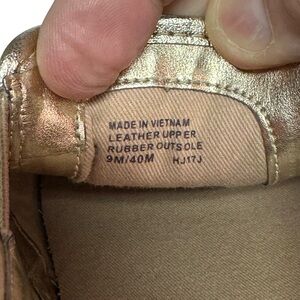 MADE IN VIETNAM
LEATHER UPPER
RUBBER OUTSOLE
9M/40M HJ17J